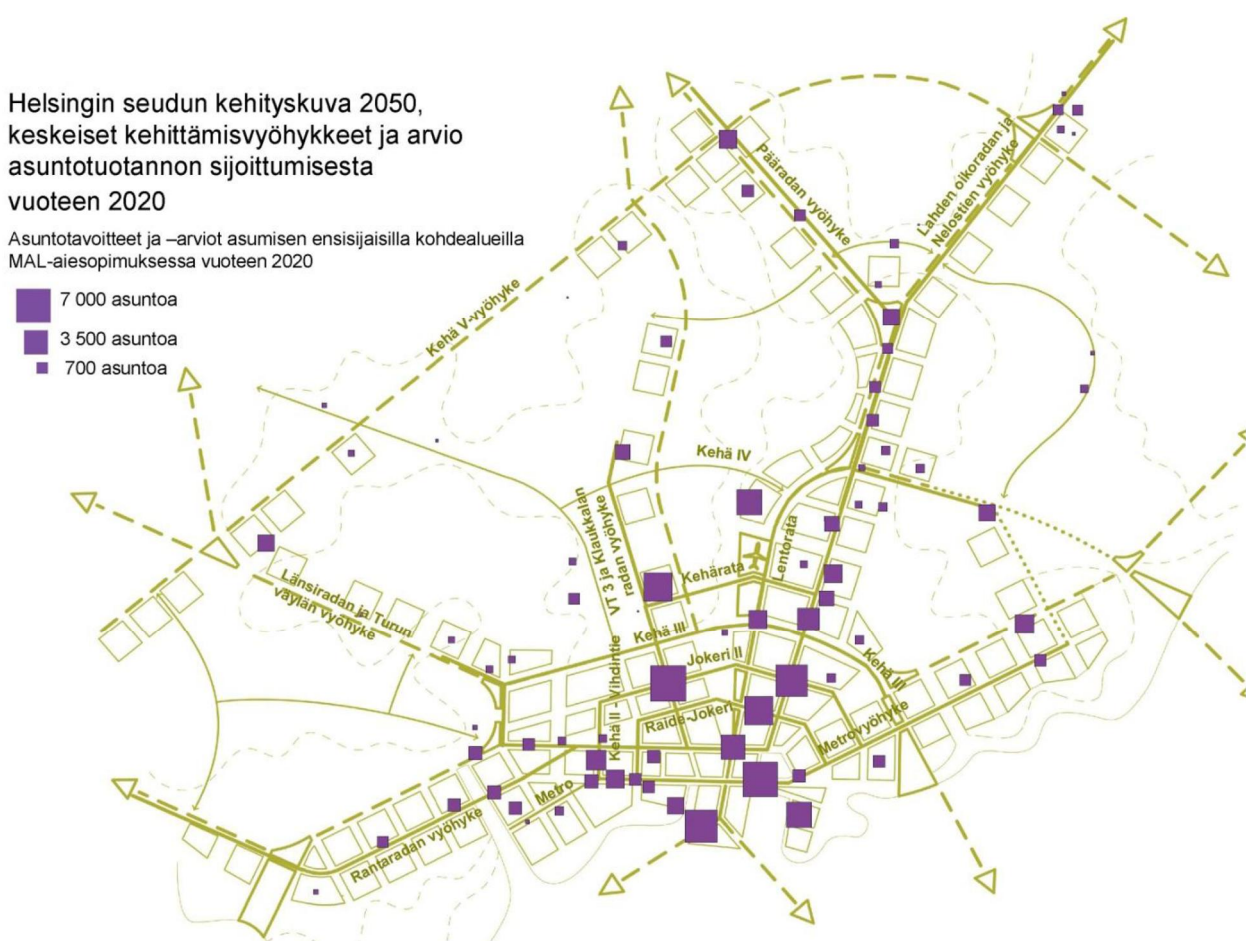 Helsingin seudun kehityskuva 2050,
keskeiset kehittämisvyöhykkeet ja arvio
asuntotuotannon sijoittumisesta
vuoteen 2020
Asuntotavoitteet ja –arviot asumisen ensisijaisilla kohdealueilla
MAL-aiesopimuksessa vuoteen 2020
7 000 asuntoa
3 500 asuntoa
700 asuntoa
Pääradan vyöhyke
Lahden oikoradan ja
Nelostien vyöhyke
Kehä V-vyöhyke
Kehä IV
VT 3 ja Klaukkalan
radan vyöhyke
Lentorata
Kehärata
Länsiradan ja Turun
väylän vyöhyke
Kehä III
Jokeri II
Kehä III
Kehä II - Vihdintie
Raide-Jokeri
Metrovyöhyke
Metro
Rantaradan vyöhyke